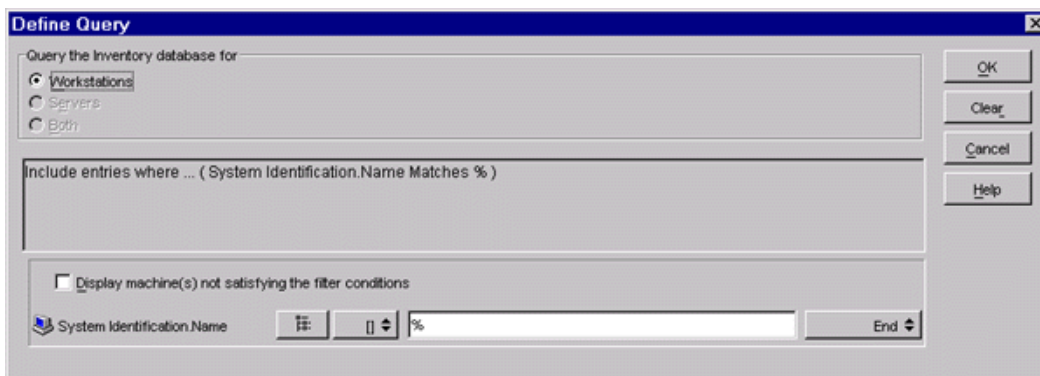 Define Query
Query the Inventory database for
Workstations
Servers
Both
OK
Clear
Cancel
Help
Include entries where ... ( System Identification.Name Matches % )
Display machine(s) not satisfying the filter conditions
System Identification.Name [] % End